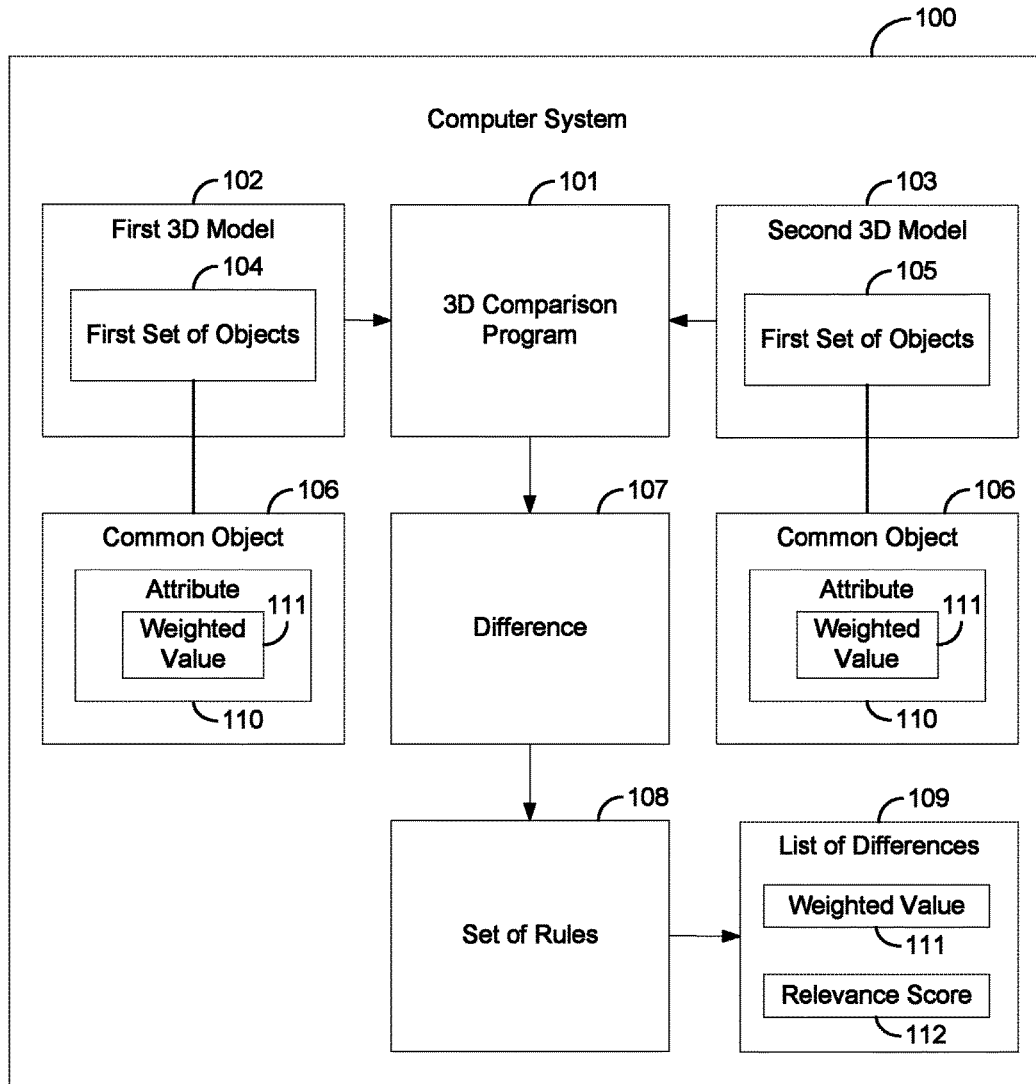 100
Computer System
102
101
103
First 3D Model
104
First Set of Objects
3D Comparison
Program
Second 3D Model
105
First Set of Objects
106
107
106
Common Object
Attribute
111
Weighted
Value
110
Difference
Common Object
Attribute
111
Weighted
Value
110
108
109
Set of Rules
List of Differences
Weighted Value
111
Relevance Score
112